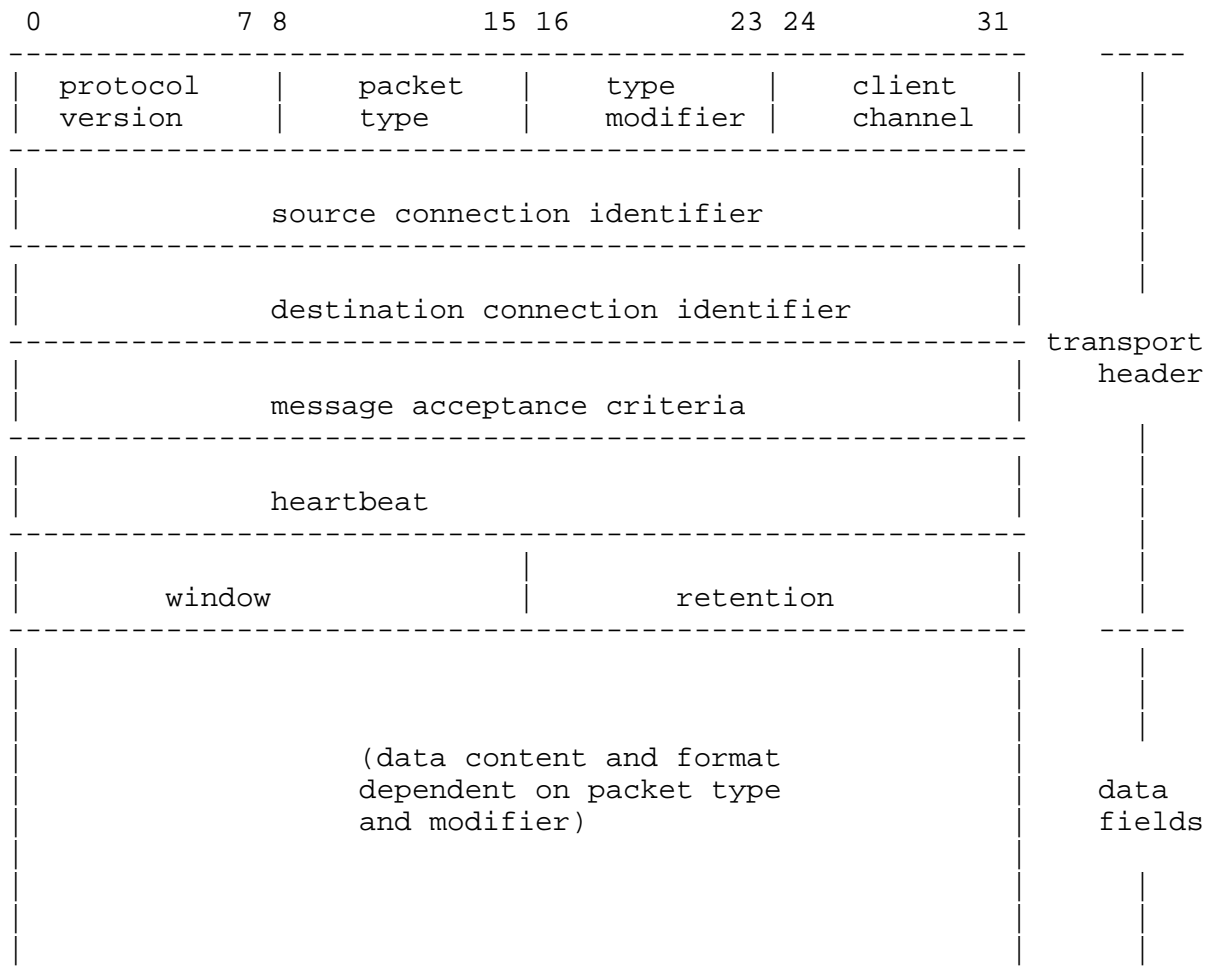 0 7 8 15 16 23 24 31
protocol packet type client
version type modifier channel
source connection identifier
destination connection identifier
transport
header
message acceptance criteria
heartbeat
window retention
(data content and format
dependent on packet type data
and modifier) fields